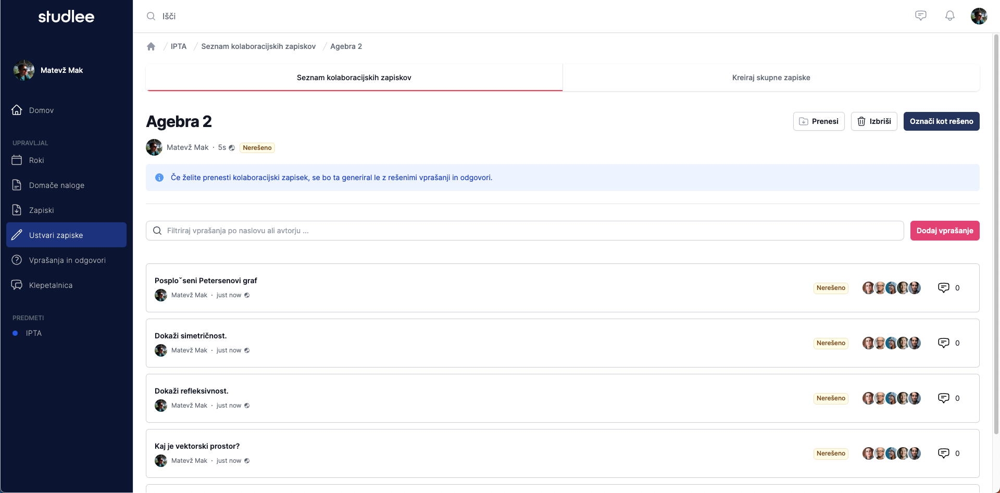 studlee
Išči
Matevž Mak
Domov
UPRAVLJAL
Roki
Domače naloge
Zapiski
Ustvari zapiske
Vprašanja in odgovori
Klepetalnica
PREDMETI
IPTA
/ IPTA / Seznam kolaboracijskih zapiskov / Agebra 2
Seznam kolaboracijskih zapiskov
Kreiraj skupne zapiske
Agebra 2
Prenesi
Izbriši
Označi kot rešeno
Matevž Mak · 5s Nerešeno
Če želite prenesti kolaboracijski zapisek, se bo ta generiral le z rešenimi vprašanji in odgovori.
Filtriraj vprašanja po naslovu ali avtorju ...
Dodaj vprašanje
Posploˇseni Petersenovi graf
Matevž Mak · just now
Nerešeno
0
Dokaži simetričnost.
Matevž Mak · just now
Nerešeno
0
Dokaži refleksivnost.
Matevž Mak · just now
Nerešeno
0
Kaj je vektorski prostor?
Matevž Mak · just now
Nerešeno
0